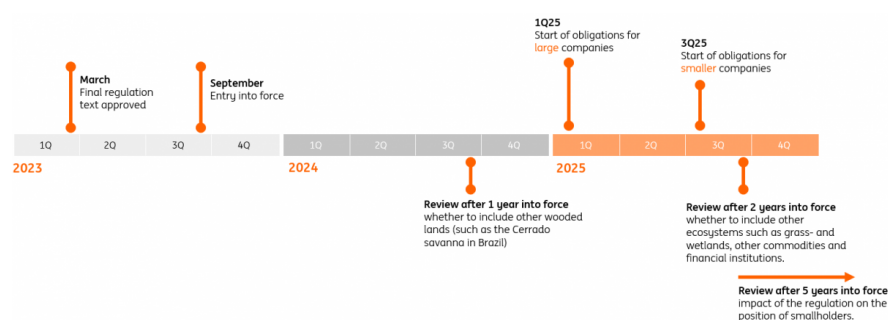 1Q25
Start of obligations for
large companies
3Q25
Start of obligations for
smaller companies
March
Final regulation
text approved
September
Entry into force
1Q 2Q 3Q 4Q 1Q 2Q 3Q 4Q 1Q 2Q 3Q 4Q
2023 2024 2025
Review after 1 year into force
whether to include other wooded
lands (such as the Cerrado
savanna in Brazil)
Review after 2 years into force
whether to include other
ecosystems such as grass- and
wetlands, other commodities and
financial institutions.
Review after 5 years into force
impact of the regulation on the
position of smallholders.